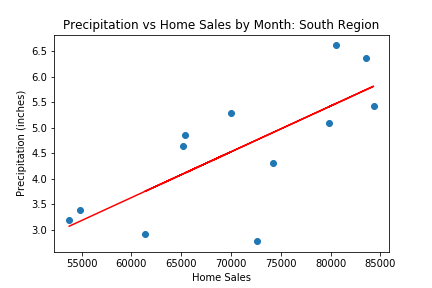 Precipitation vs Home Sales by Month: South Region
Precipitation (inches)
6.5
6.0
5.5
5.0
4.5
4.0
3.5
3.0
55000 60000 65000 70000 75000 80000 85000
Home Sales